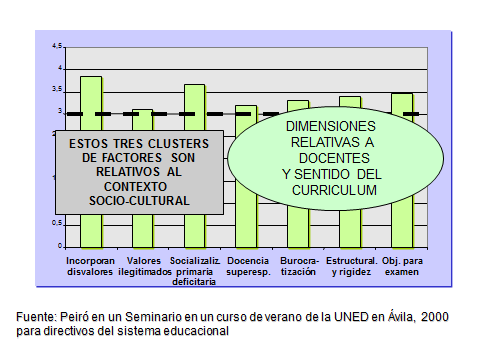 4,5
4
3,5
3
0,5
0
ESTOS TRES CLUSTERS
DE FACTORES SON
RELATIVOS AL
CONTEXTO
SOCIO-CULTURAL
DIMENSIONES
RELATIVAS A
DOCENTES
Y SENTIDO DEL
CURRICULUM
Incorporan
disvalores
Valores
ilegitimados
Socializaliz.
primaria
deficitaria
Docencia
superesp.
Burocra-
tización
Estructural.
y rigidez
Obj. para
examen
Fuente: Peiró en un Seminario en un curso de verano de la UNED en Ávila, 2000
para directivos del sistema educacional